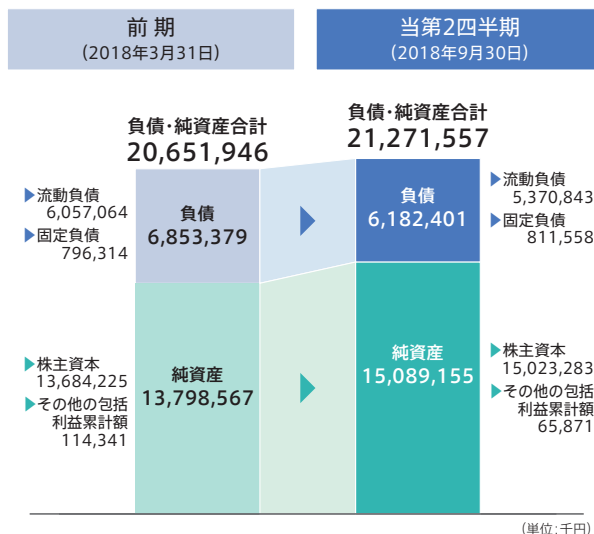 前 期
（2018年3月31日）
当第2四半期
（2018年9月30日）
負債・純資産合計
20,651,946
負債・純資産合計
21,271,557
流動負債
6,057,064
固定負債
796,314
負債
6,853,379
負債
6,182,401
流動負債
5,370,843
固定負債
811,558
株主資本
13,684,225
その他の包括
利益累計額
114,341
純資産
13,798,567
純資産
15,089,155
株主資本
15,023,283
その他の包括
利益累計額
65,871
（単位：千円）